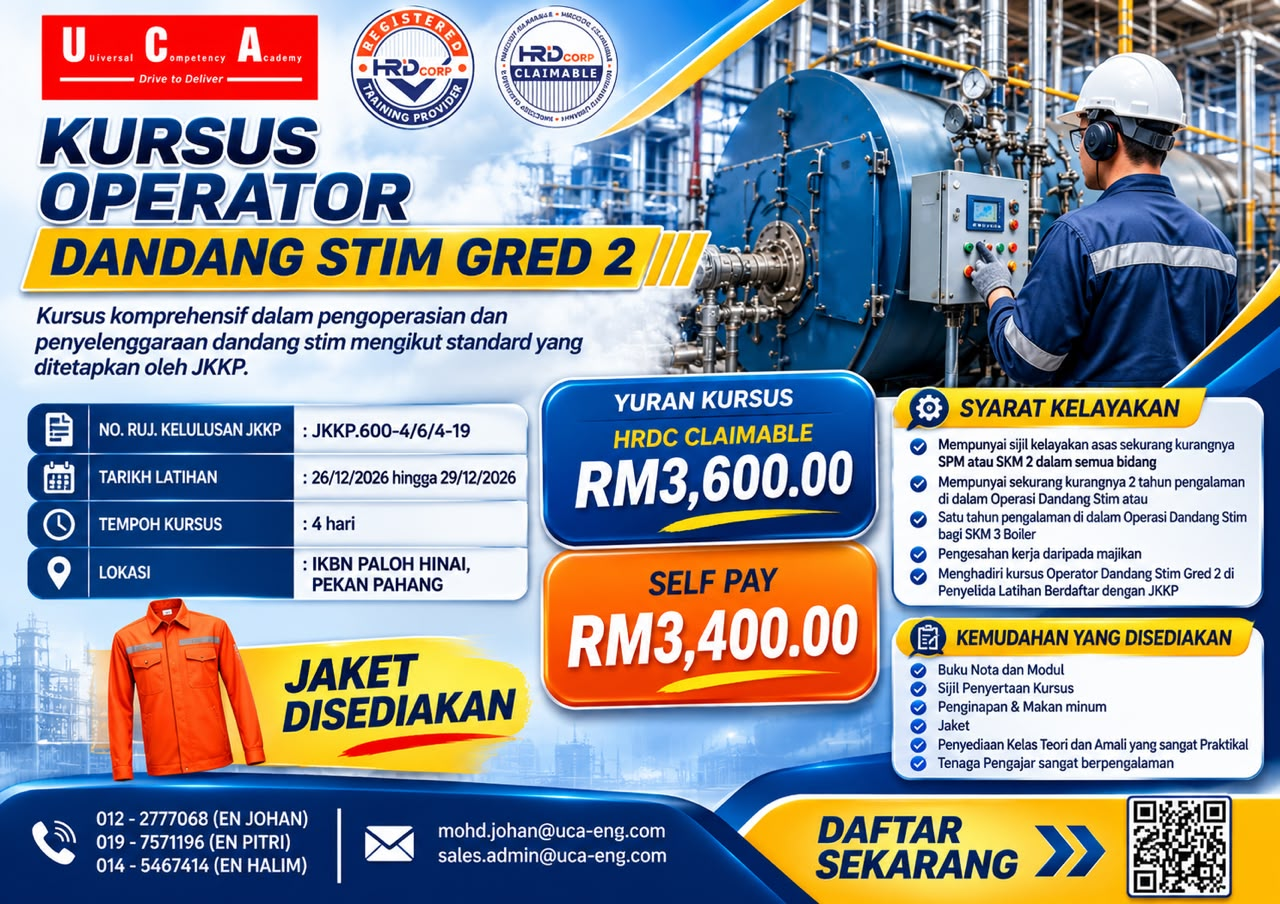 U C A
Uiversal Competency Academy
Drive to Deliver
REGISTERED
HRD CORP
TRAINING PROVIDER
HRD CORP
CLAIMABLE
KURSUS
OPERATOR
DANDANG STIM GRED 2
Kursus komprehensif dalam pengoperasian dan
penyelenggaraan dandang stim mengikut standard yang
ditetapkan oleh JKKP.
NO. RUJ. KELULUSAN JKKP : JKKP.600-4/6/4-19
TARIKH LATIHAN : 26/12/2026 hingga 29/12/2026
TEMPOH KURSUS : 4 hari
LOKASI : IKBN PALOH HINAI,
PEKAN PAHANG
JAKET
DISEDIAKAN
YURAN KURSUS
HRDC CLAIMABLE
RM3,600.00
SELF PAY
RM3,400.00
SYARAT KELAYAKAN
Mempunyai sijil kelayakan asas sekurang kurangnya
SPM atau SKM 2 dalam semua bidang
Mempunyai sekurang kurangnya 2 tahun pengalaman
di dalam Operasi Dandang Stim atau
Satu tahun pengalaman di dalam Operasi Dandang Stim
bagi SKM 3 Boiler
Pengesahan kerja daripada majikan
Menghadiri kursus Operator Dandang Stim Gred 2 di
Penyelida Latihan Berdaftar dengan JKKP
KEMUDAHAN YANG DISEDIAKAN
Buku Nota dan Modul
Sijil Penyertaan Kursus
Penginapan & Makan minum
Jaket
Penyediaan Kelas Teori dan Amali yang sangat Praktikal
Tenaga Pengajar sangat berpengalaman
012 - 2777068 (EN JOHAN)
019 - 7571196 (EN PITRI)
014 - 5467414 (EN HALIM)
mohd.johan@uca-eng.com
sales.admin@uca-eng.com
DAFTAR
SEKARANG